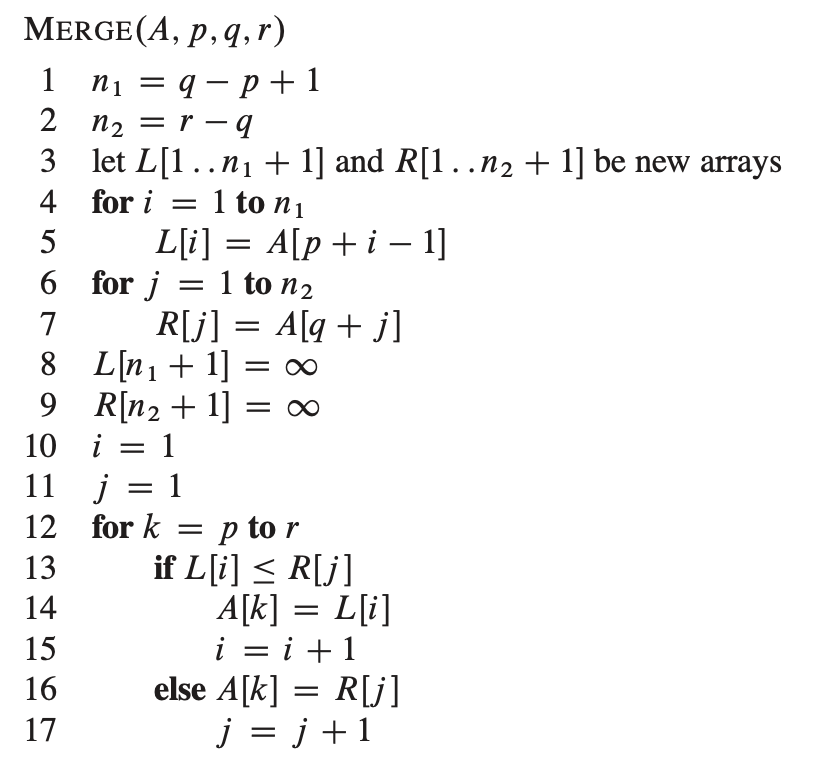 MERGE(A, p, q, r)
1 n₁ = q − p + 1
2 n₂ = r − q
3 let L[1 . . n₁ + 1] and R[1 . . n₂ + 1] be new arrays
4 for i = 1 to n₁
5 L[i] = A[p + i − 1]
6 for j = 1 to n₂
7 R[j] = A[q + j]
8 L[n₁ + 1] = ∞
9 R[n₂ + 1] = ∞
10 i = 1
11 j = 1
12 for k = p to r
13 if L[i] ≤ R[j]
14 A[k] = L[i]
15 i = i + 1
16 else A[k] = R[j]
17 j = j + 1